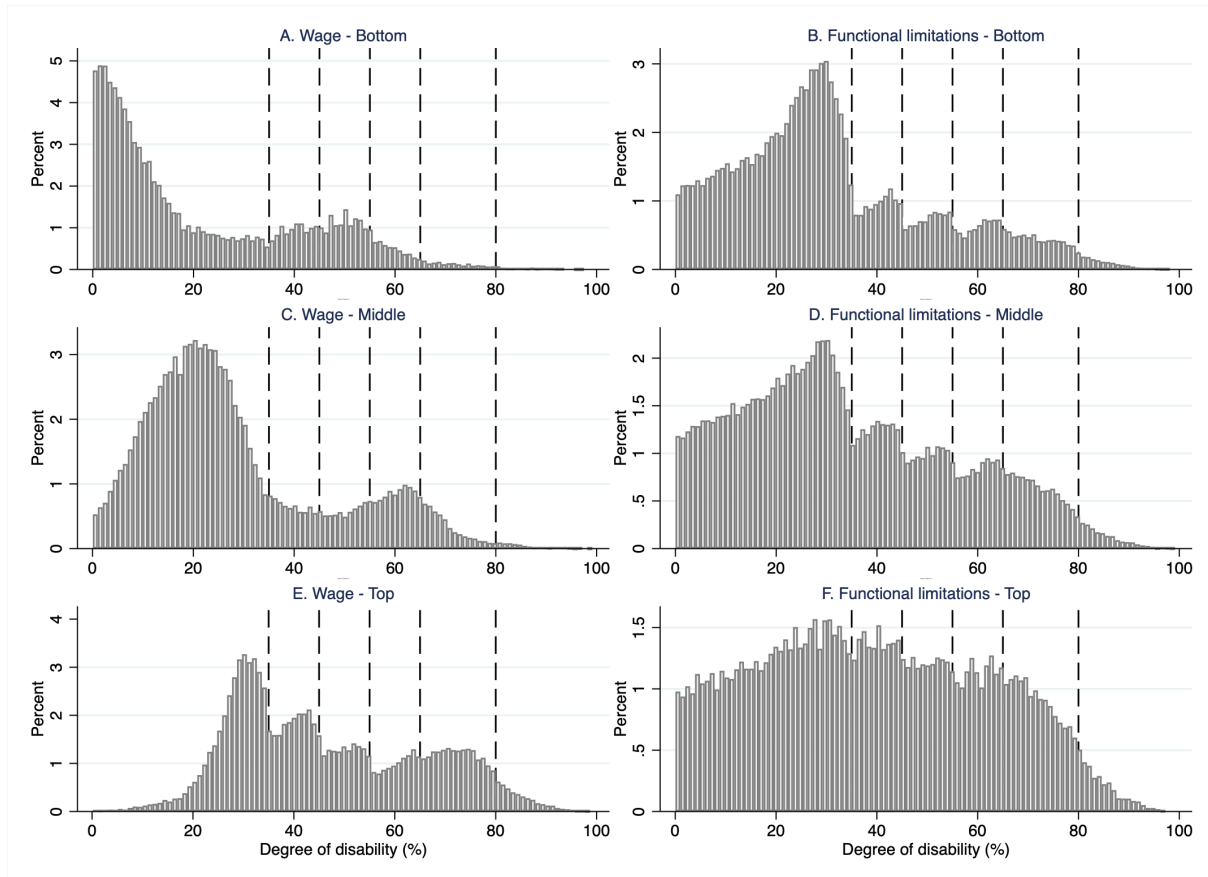 A. Wage - Bottom
Percent
0 1 2 3 4 5
0 20 40 60 80 100
B. Functional limitations - Bottom
Percent
0 1 2 3
0 20 40 60 80 100
C. Wage - Middle
Percent
0 1 2 3
0 20 40 60 80 100
D. Functional limitations - Middle
Percent
0 .5 1 1.5 2
0 20 40 60 80 100
E. Wage - Top
Percent
0 1 2 3 4
0 20 40 60 80 100
Degree of disability (%)
F. Functional limitations - Top
Percent
0 .5 1 1.5
0 20 40 60 80 100
Degree of disability (%)